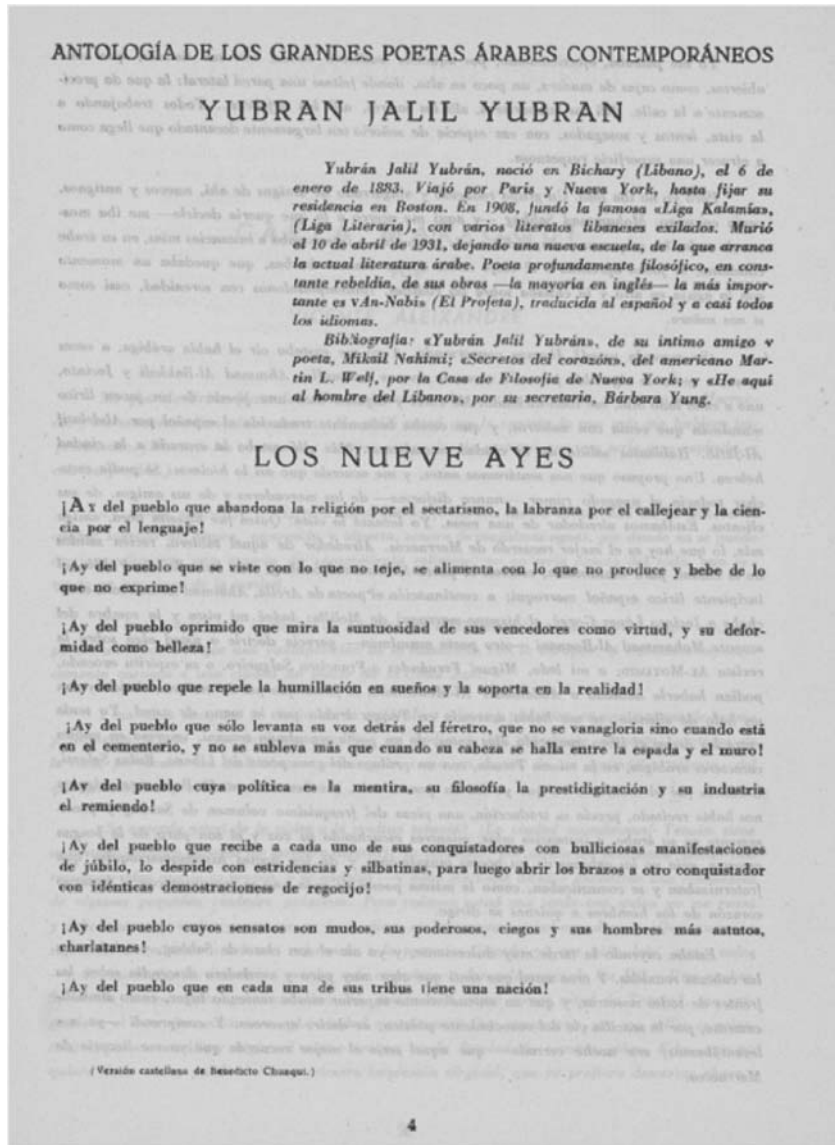 ANTOLOGÍA DE LOS GRANDES POETAS ÁRABES CONTEMPORÁNEOS
YUBRAN JALIL YUBRAN
Yubrán Jalil Yubrán, nació en Bichary (Líbano), el 6 de
enero de 1883. Viajó por París y Nueva York, hasta fijar su
residencia en Boston. En 1908, fundó la famosa «Liga Kalamía»,
(Liga Literaria), con varios literatos libaneses exilados. Murió
el 10 de abril de 1931, dejando una nueva escuela, de la que arranca
la actual literatura árabe. Poeta profundamente filosófico, en cons-
tante rebeldía, de sus obras —la mayoría en inglés— la más impor-
tante es «An-Nabi» (El Profeta), traducida al español y a casi todos
los idiomas.
Bibliografía: «Yubrán Jalil Yubrán», de su íntimo amigo y
poeta, Mikail Nahimi; «Secretos del corazón», del americano Mar-
tin L. Welf, por la Casa de Filosofía de Nueva York; y «He aquí
al hombre del Líbano», por su secretaria, Bárbara Yung.
LOS NUEVE AYES
¡Ay del pueblo que abandona la religión por el sectarismo, la labranza por el callejear y la cien-
cia por el lenguaje!
¡Ay del pueblo que se viste con lo que no teje, se alimenta con lo que no produce y bebe de lo
que no exprime!
¡Ay del pueblo oprimido que mira la suntuosidad de sus vencedores como virtud, y su defor-
midad como belleza!
¡Ay del pueblo que repele la humillación en sueños y la soporta en la realidad!
¡Ay del pueblo que sólo levanta su voz detrás del féretro, que no se vanagloria sino cuando está
en el cementerio, y no se subleva más que cuando su cabeza se halla entre la espada y el muro!
¡Ay del pueblo cuya política es la mentira, su filosofía la prestidigitación y su industria
el remiendo!
¡Ay del pueblo que recibe a cada uno de sus conquistadores con bulliciosas manifestaciones
de júbilo, lo despide con estridencias y silbatinas, para luego abrir los brazos a otro conquistador
con idénticas demostracioness de regocijo!
¡Ay del pueblo cuyos sensatos son mudos, sus poderosos, ciegos y sus hombres más astutos,
charlatanes!
¡Ay del pueblo que en cada una de sus tribus tiene una nación!
(Versión castellana de Benedicto Chuaqui.)
4